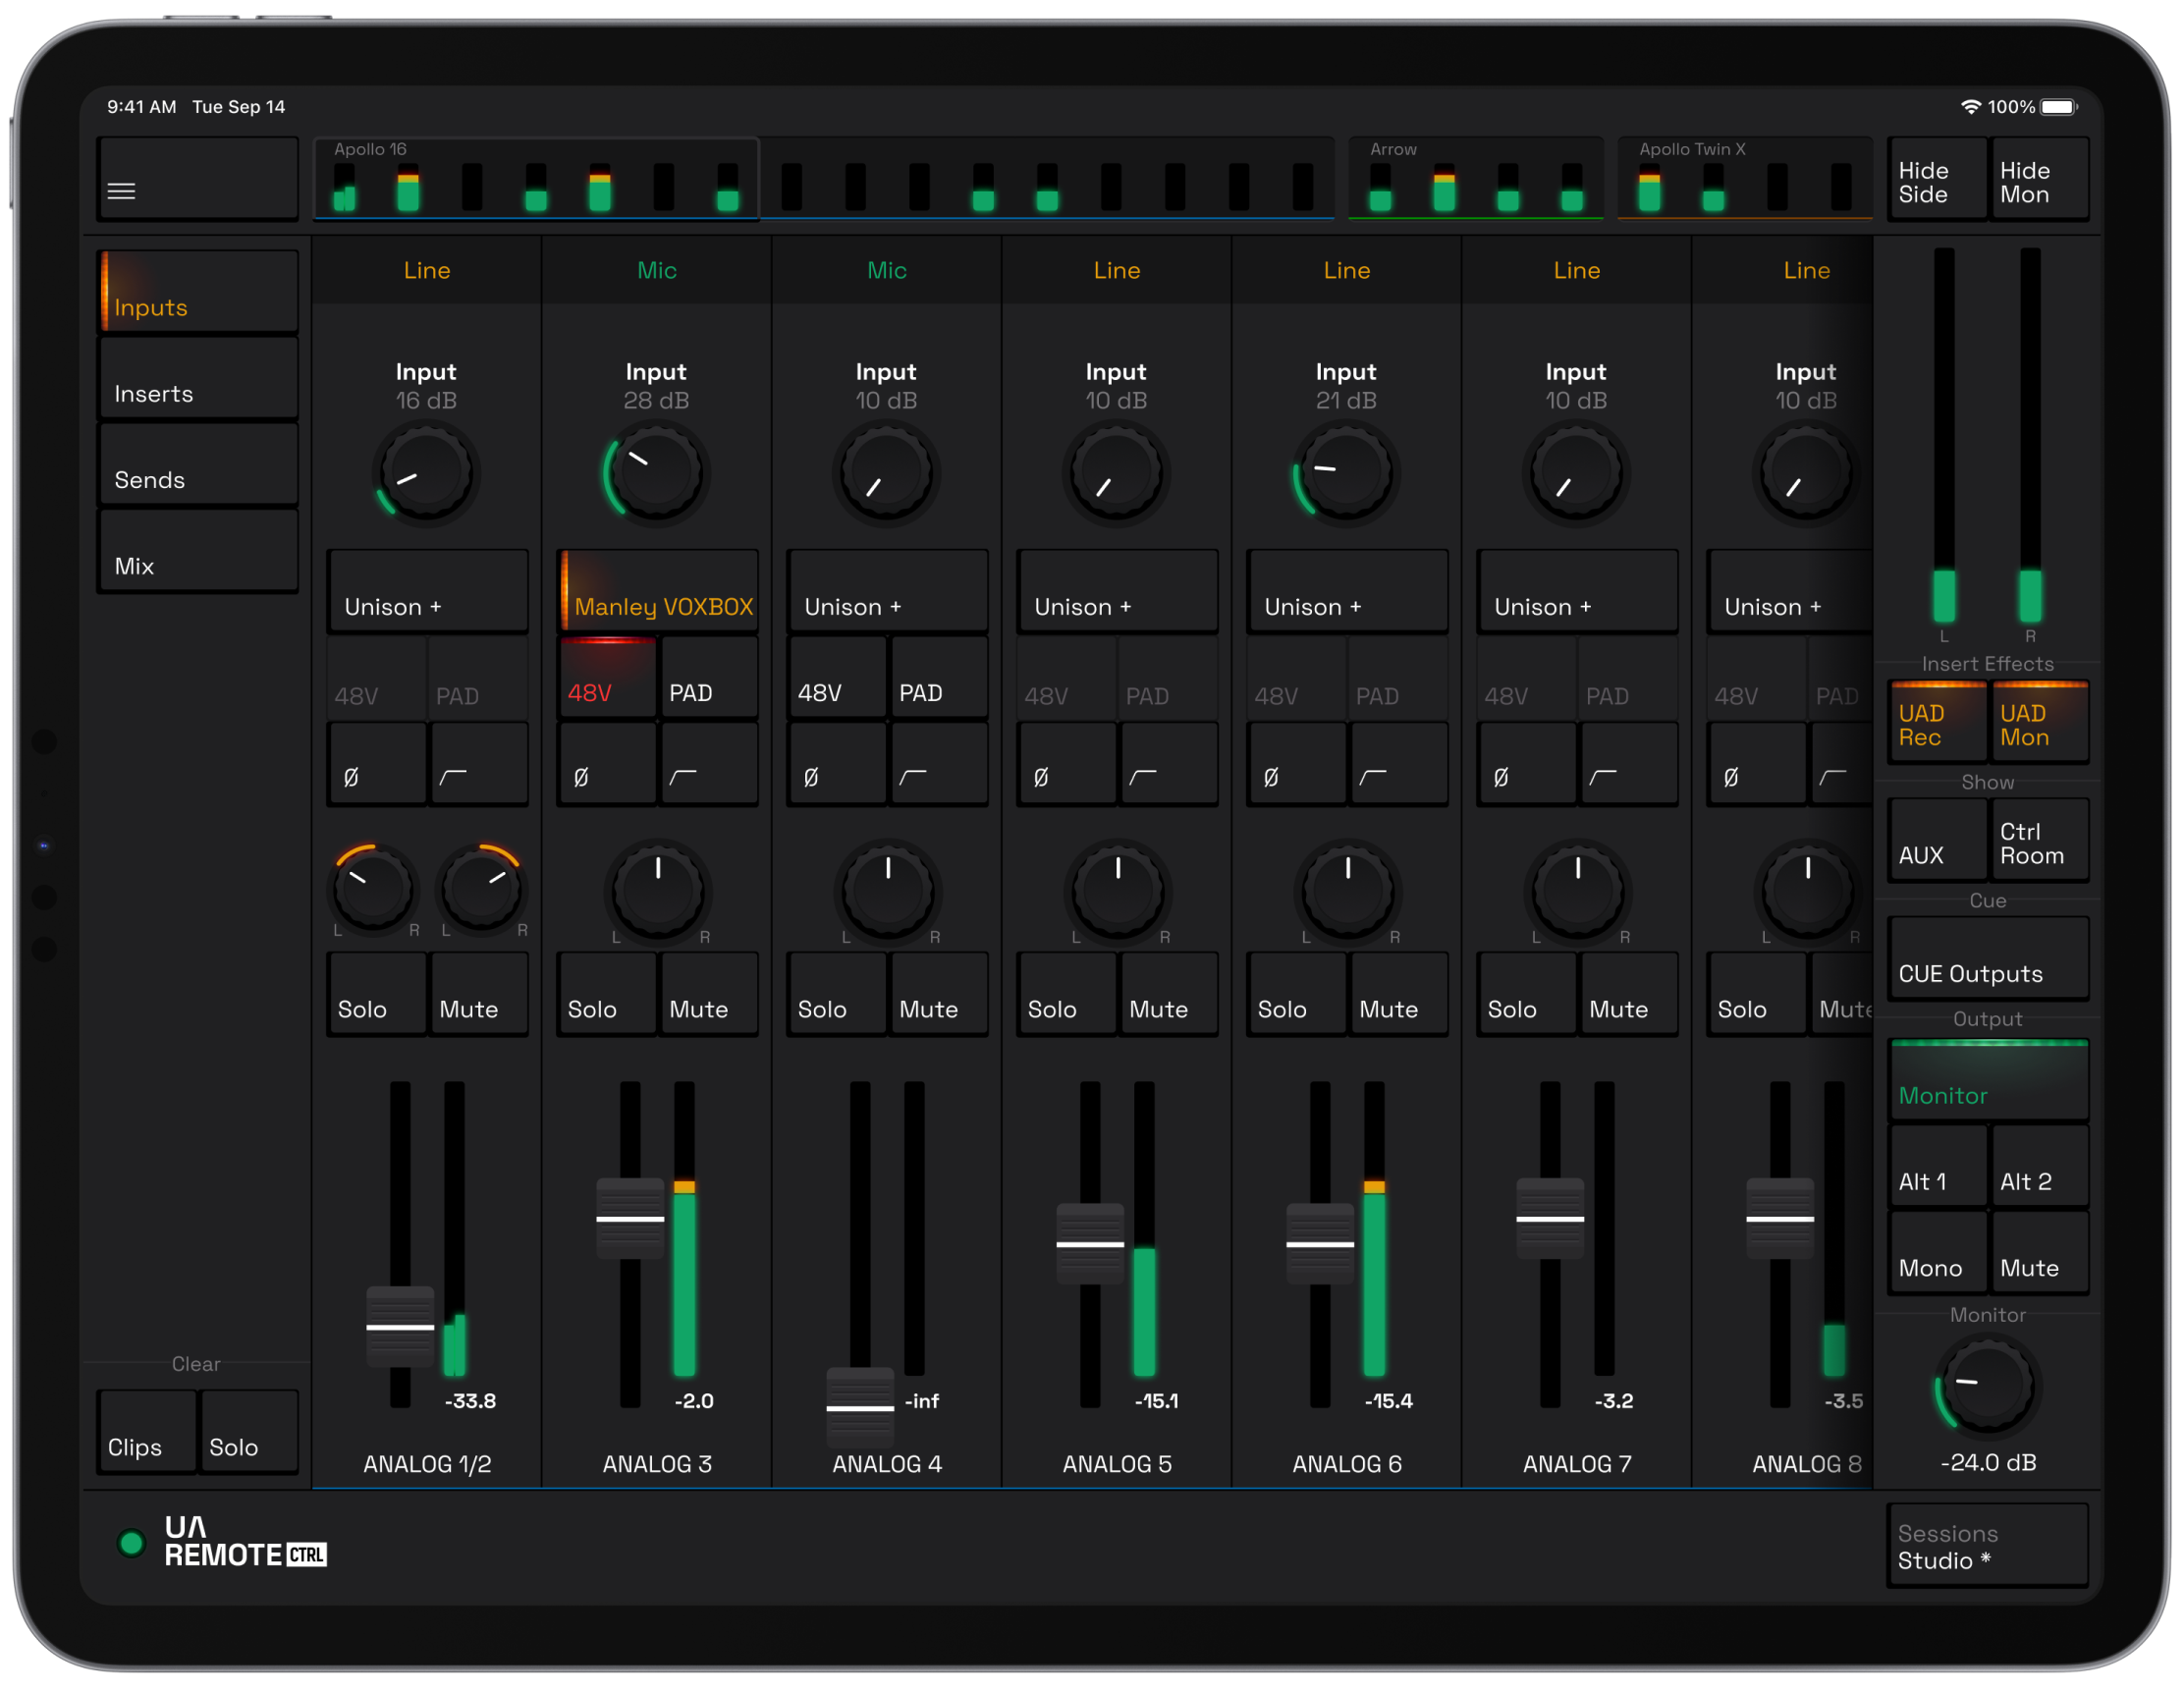 9:41 AM Tue Sep 14
100%
Apollo 16
Arrow
Apollo Twin X
Hide Side
Hide Mon
Inputs
Inserts
Sends
Mix
Line Mic Mic Line Line Line Line
Input Input Input Input Input Input Input
16 dB 28 dB 10 dB 10 dB 21 dB 10 dB 10 dB
Unison + Manley VOXBOX Unison + Unison + Unison + Unison + Unison +
48V PAD 48V PAD 48V PAD 48V PAD 48V PAD 48V PAD 48V PAD
Ø Ø Ø Ø Ø Ø Ø
L R L R L R L R L R L R L R L R
Solo Mute Solo Mute Solo Mute Solo Mute Solo Mute Solo Mute Solo Mute
-33.8 -2.0 -inf -15.1 -15.4 -3.2 -3.5
ANALOG 1/2 ANALOG 3 ANALOG 4 ANALOG 5 ANALOG 6 ANALOG 7 ANALOG 8
L R
Insert Effects
UAD Rec
UAD Mon
Show
AUX
Ctrl Room
Cue
CUE Outputs
Output
Monitor
Alt 1 Alt 2
Mono Mute
Monitor
-24.0 dB
Clear
Clips Solo
UA
REMOTE CTRL
Sessions
Studio *